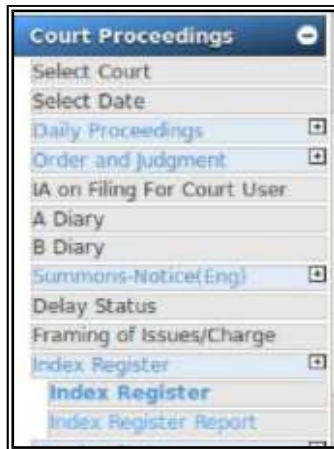 Court Proceedings
Select Court
Select Date
Daily Proceedings
Order and Judgment
IA on Filing For Court User
A Diary
B Diary
Summons-Notice(Eng)
Delay Status
Framing of Issues/Charge
Index Register
Index Register
Index Register Report